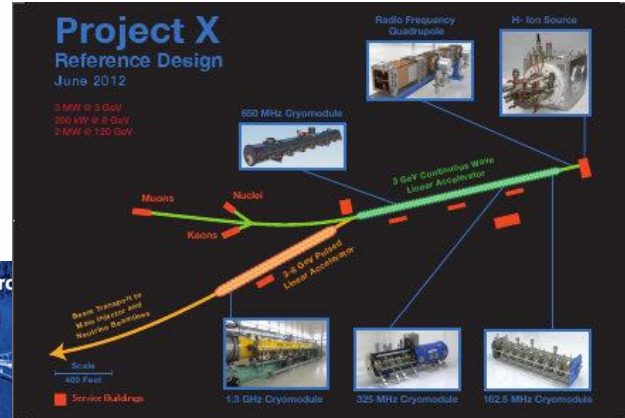 Project X
Reference Design
June 2012
3 MW @ 3 GeV
200 kW @ 8 GeV
2 MW @ 120 GeV
Radio Frequency
Quadrupole
H- Ion Source
650 MHz Cryomodule
3 GeV Continuous Wave
Linear Accelerator
Muons
Nuclei
Kaons
3-8 GeV Pulsed
Linear Accelerator
Beam Transport to
Main Injector and
Neutrino Beamlines
Scale
400 Feet
Service Buildings
1.3 GHz Cryomodule
325 MHz Cryomodule
162.5 MHz Cryomodule